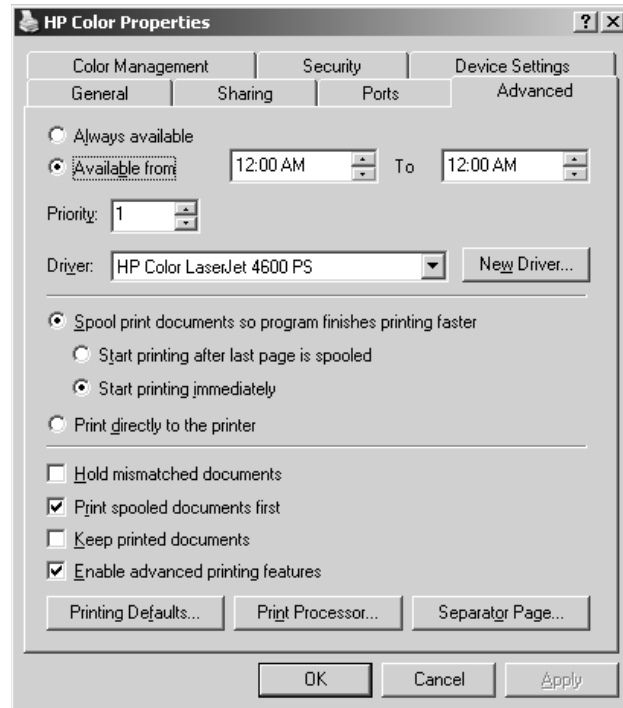 HP Color Properties
Color Management Security Device Settings
General Sharing Ports Advanced
Always available
Available from 12:00 AM To 12:00 AM
Priority: 1
Driver: HP Color LaserJet 4600 PS New Driver...
Spool print documents so program finishes printing faster
Start printing after last page is spooled
Start printing immediately
Print directly to the printer
Hold mismatched documents
Print spooled documents first
Keep printed documents
Enable advanced printing features
Printing Defaults... Print Processor... Separator Page...
OK Cancel Apply